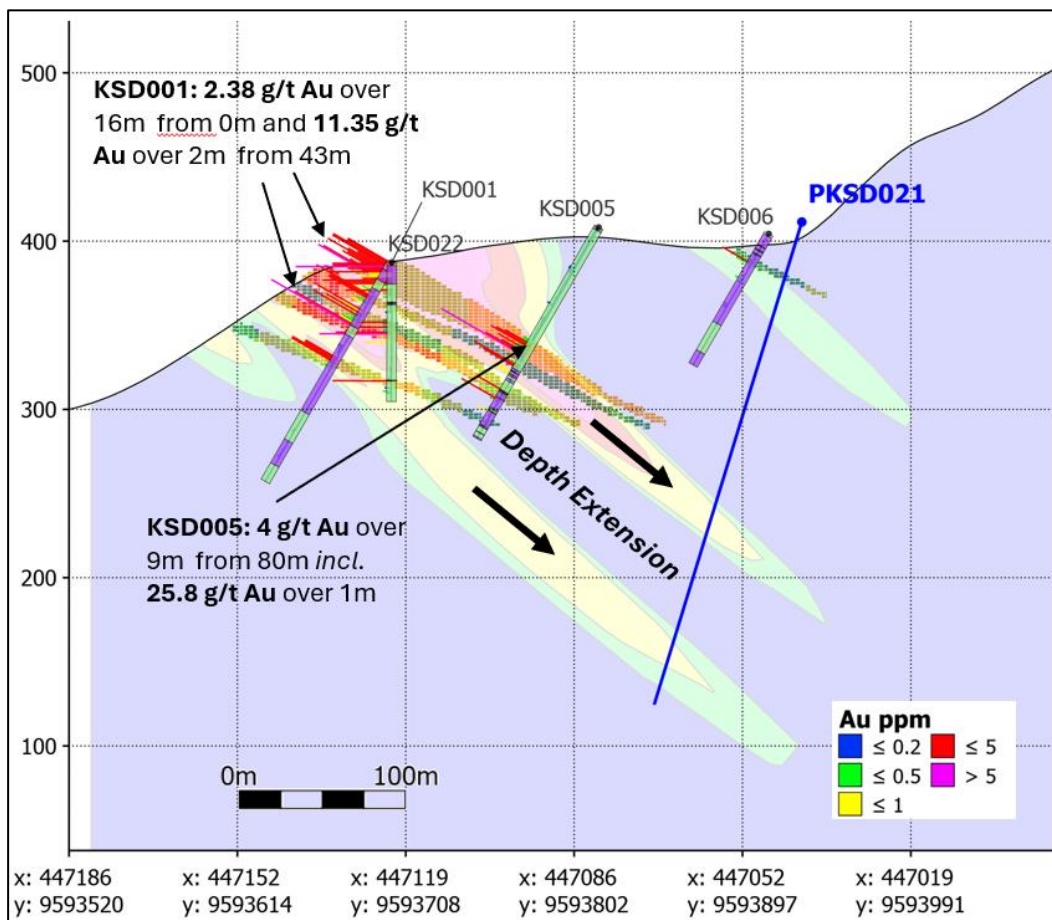 500
400
300
200
100
KSD001: 2.38 g/t Au over
16m from 0m and 11.35 g/t
Au over 2m from 43m
KSD001
KSD022
KSD005
KSD006
PKSD021
KSD005: 4 g/t Au over
9m from 80m incl.
25.8 g/t Au over 1m
Depth Extension
0m 100m
Au ppm
≤ 0.2 ≤ 5
≤ 0.5 > 5
≤ 1
x: 447186 x: 447152 x: 447119 x: 447086 x: 447052 x: 447019
y: 9593520 y: 9593614 y: 9593708 y: 9593802 y: 9593897 y: 9593991